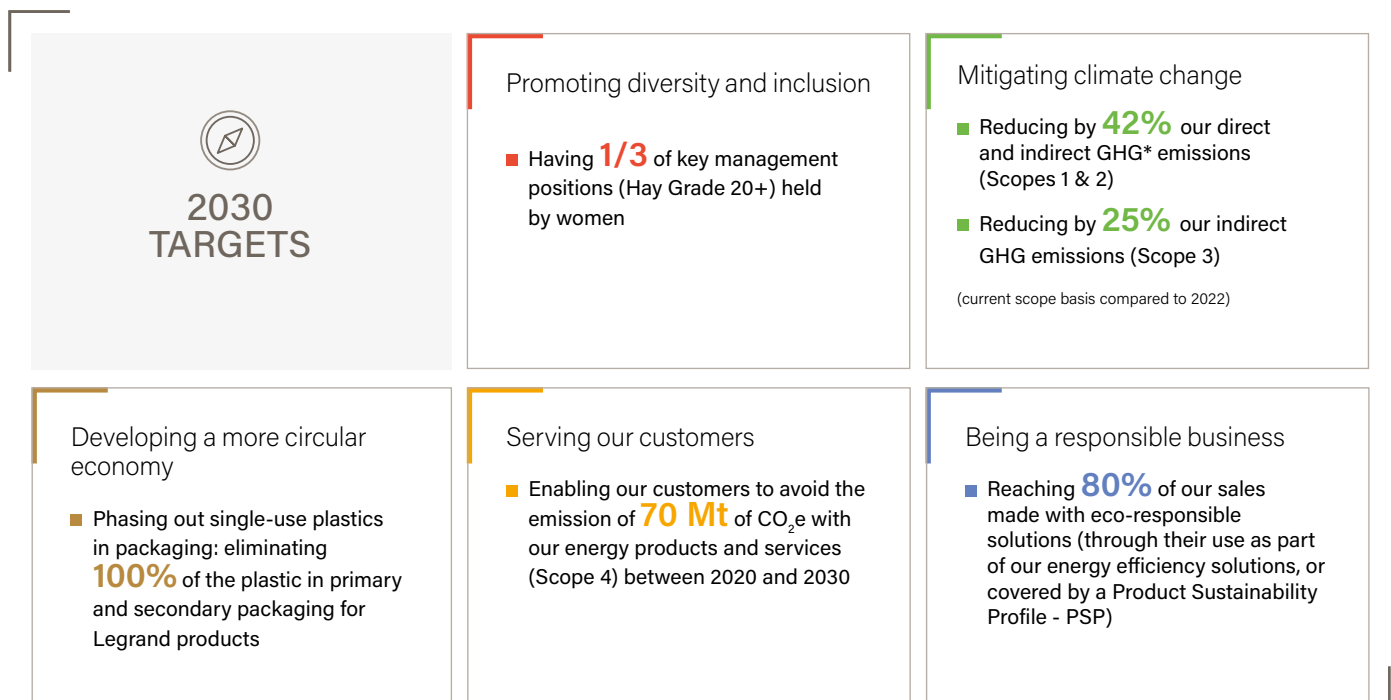 2030
TARGETS
Promoting diversity and inclusion
Having 1/3 of key management
positions (Hay Grade 20+) held
by women
Mitigating climate change
Reducing by 42% our direct
and indirect GHG* emissions
(Scopes 1 & 2)
Reducing by 25% our indirect
GHG emissions (Scope 3)
(current scope basis compared to 2022)
Developing a more circular
economy
Phasing out single-use plastics
in packaging: eliminating
100% of the plastic in primary
and secondary packaging for
Legrand products
Serving our customers
Enabling our customers to avoid the
emission of 70 Mt of CO2e with
our energy products and services
(Scope 4) between 2020 and 2030
Being a responsible business
Reaching 80% of our sales
made with eco-responsible
solutions (through their use as part
of our energy efficiency solutions, or
covered by a Product Sustainability
Profile - PSP)